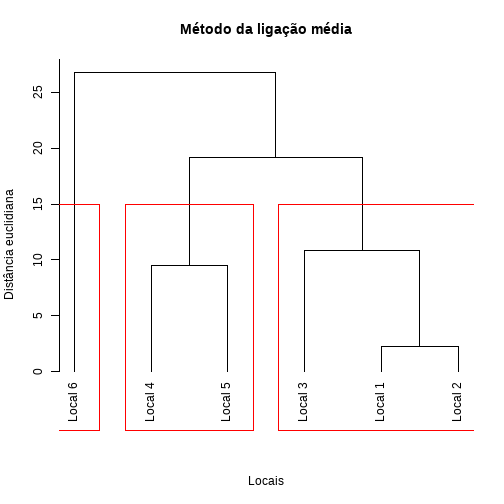 Método da ligação média
Distância euclidiana
25
20
15
10
5
0
Local 6
Local 4
Local 5
Local 3
Local 1
Local 2
Locais